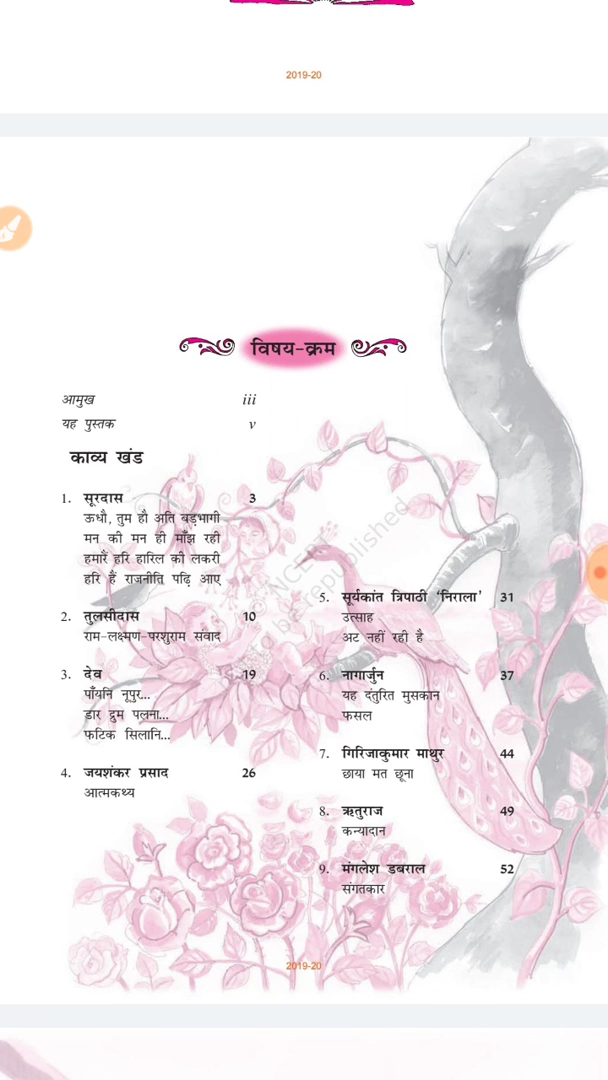 2019-20
विषय-क्रम
आमुख iii
यह पुस्तक v
काव्य खंड
1. सूरदास 3
ऊधौ, तुम हौ अति बड़भागी
मन की मन ही माँझ रही
हमारैं हरि हारिल की लकरी
हरि हैं राजनीति पढ़ि आए
2. तुलसीदास 10
राम-लक्ष्मण-परशुराम संवाद
3. देव 19
पाँयनि नूपुर...
डार द्रुम पलना...
फटिक सिलानि...
4. जयशंकर प्रसाद 26
आत्मकथ्य
5. सूर्यकांत त्रिपाठी 'निराला' 31
उत्साह
अट नहीं रही है
6. नागार्जुन 37
यह दंतुरित मुसकान
फसल
7. गिरिजाकुमार माथुर 44
छाया मत छूना
8. ऋतुराज 49
कन्यादान
9. मंगलेश डबराल 52
संगतकार
NCERT
be republished
2019-20